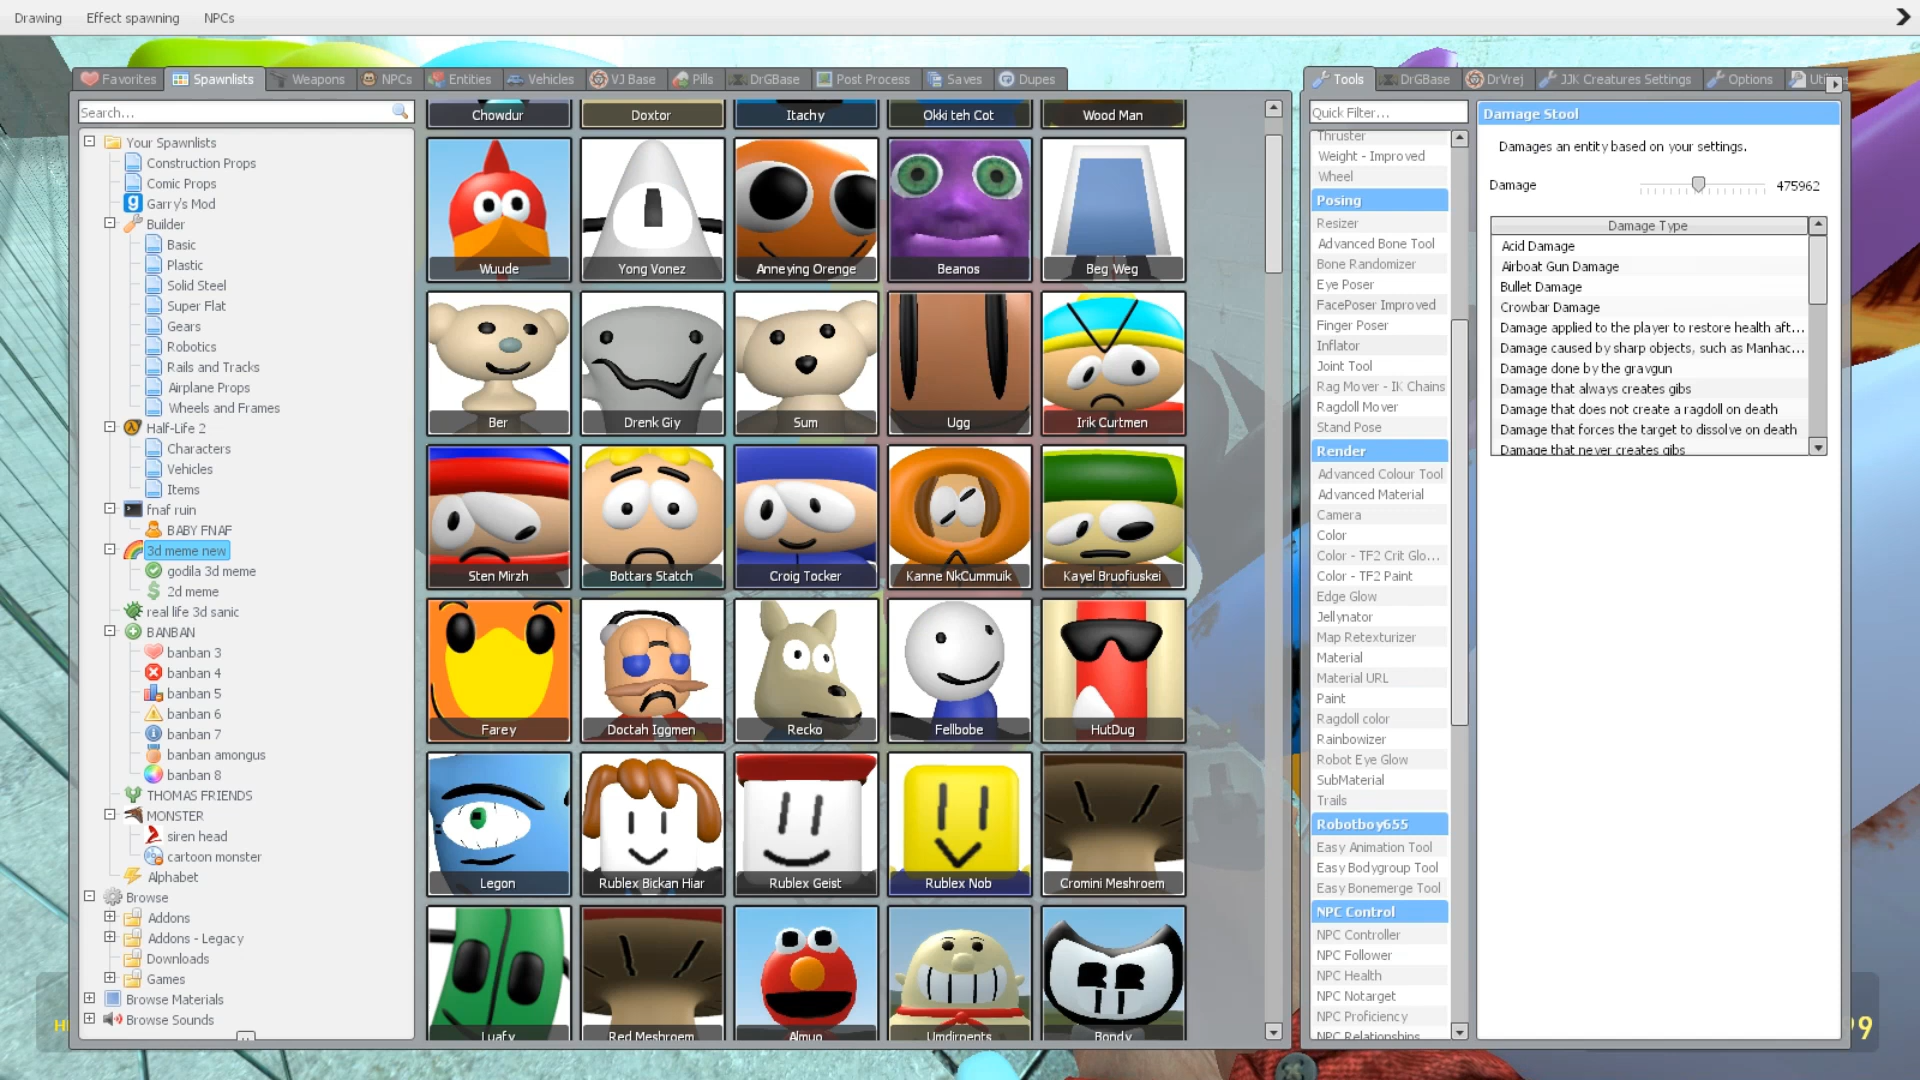 Drawing Effect spawning NPCs
Favorites Spawnlists Weapons NPCs Entities Vehicles VJ Base Pills DrGBase Post Process Saves Dupes
Search...
Your Spawnlists
Construction Props
Comic Props
Garry's Mod
Builder
Basic
Plastic
Solid Steel
Super Flat
Gears
Robotics
Rails and Tracks
Airplane Props
Wheels and Frames
Half-Life 2
Characters
Vehicles
Items
fnaf ruin
BABY FNAF
3d meme new
godila 3d meme
2d meme
real life 3d sanic
BANBAN
banban 3
banban 4
banban 5
banban 6
banban 7
banban amongus
banban 8
THOMAS FRIENDS
MONSTER
siren head
cartoon monster
Alphabet
Browse
Addons
Addons - Legacy
Downloads
Games
Browse Materials
Browse Sounds
Chowdur Doxtor Itachy Okki teh Cot Wood Man
Wuude Yong Vonez Anneying Orenge Beanos Beg Weg
Ber Drenk Giy Sum Ugg Irik Curtmen
Sten Mirzh Bottars Statch Croig Tocker Kanne NkCummuik Kayel Bruofiuskei
Farey Doctah Iggmen Recko Fellbobe HutDug
Legon Rublex Bickan Hiar Rublex Geist Rublex Nob Cromini Meshroem
Luafy Red Meshroem Almuo Umdirpents Bondy
Tools DrGBase DrVrej JJK Creatures Settings Options
Quick Filter...
Thruster
Weight - Improved
Wheel
Posing
Resizer
Advanced Bone Tool
Bone Randomizer
Eye Poser
FacePoser Improved
Finger Poser
Inflator
Joint Tool
Rag Mover - IK Chains
Ragdoll Mover
Stand Pose
Render
Advanced Colour Tool
Advanced Material
Camera
Color
Color - TF2 Crit Glo...
Color - TF2 Paint
Edge Glow
Jellynator
Map Retexturizer
Material
Material URL
Paint
Ragdoll color
Rainbowizer
Robot Eye Glow
SubMaterial
Trails
Robotboy655
Easy Animation Tool
Easy Bodygroup Tool
Easy Bonemerge Tool
NPC Control
NPC Controller
NPC Follower
NPC Health
NPC Notarget
NPC Proficiency
NPC Relationships
Damage Stool
Damages an entity based on your settings.
Damage 475962
Damage Type
Acid Damage
Airboat Gun Damage
Bullet Damage
Crowbar Damage
Damage applied to the player to restore health aft...
Damage caused by sharp objects, such as Manhac...
Damage done by the gravgun
Damage that always creates gibs
Damage that does not create a ragdoll on death
Damage that forces the target to dissolve on death
Damage that never creates gibs